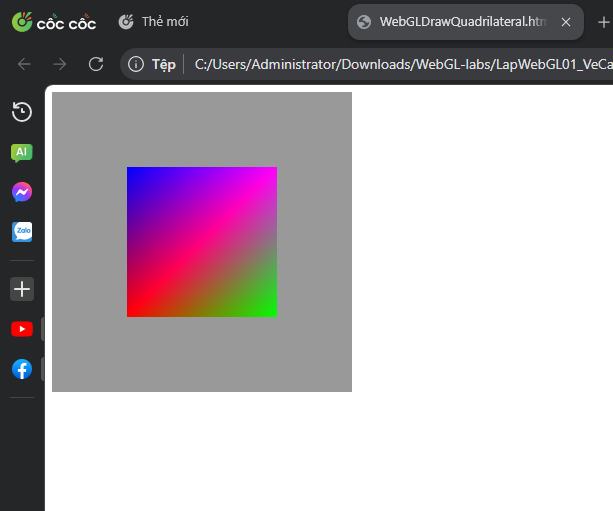 cốc cốc
Thẻ mới
WebGLDrawQuadrilateral.htm
Tệp
C:/Users/Administrator/Downloads/WebGL-labs/LapWebGL01_VeCa
AI
Zalo